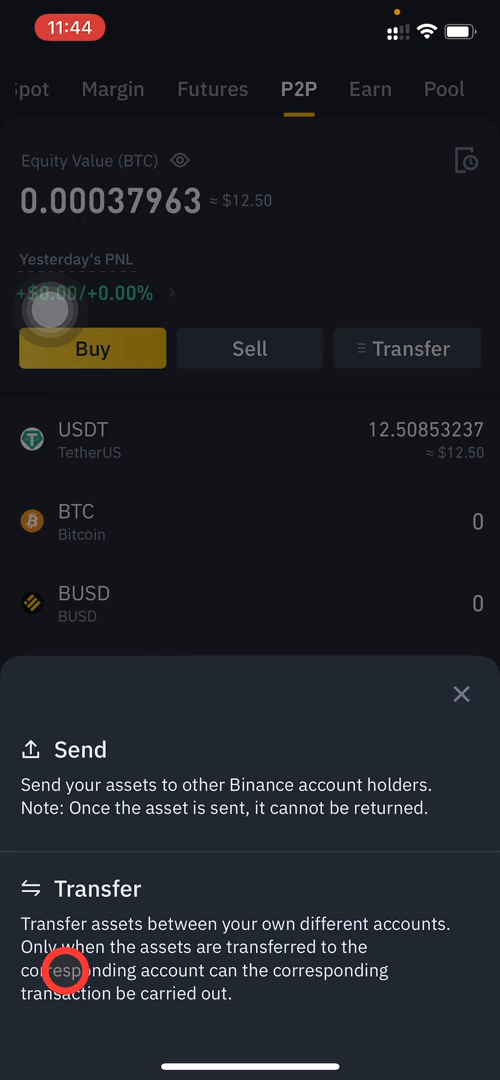 11:44
Spot Margin Futures P2P Earn Pool
Equity Value (BTC)
0.00037963 ≈ $12.50
Yesterday's PNL
+$0.00/+0.00% >
Buy Sell Transfer
USDT 12.50853237
TetherUS ≈ $12.50
BTC 0
Bitcoin
BUSD 0
BUSD
Send
Send your assets to other Binance account holders.
Note: Once the asset is sent, it cannot be returned.
Transfer
Transfer assets between your own different accounts.
Only when the assets are transferred to the
corresponding account can the corresponding
transaction be carried out.